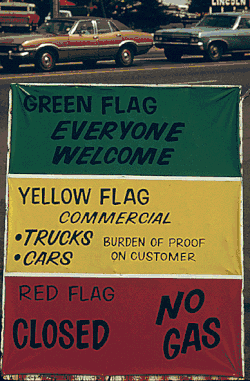 LINCOLN
GREEN FLAG
EVERYONE
WELCOME
YELLOW FLAG
COMMERCIAL
•TRUCKS
•CARS
BURDEN OF PROOF
ON CUSTOMER
RED FLAG
CLOSED
NO
GAS